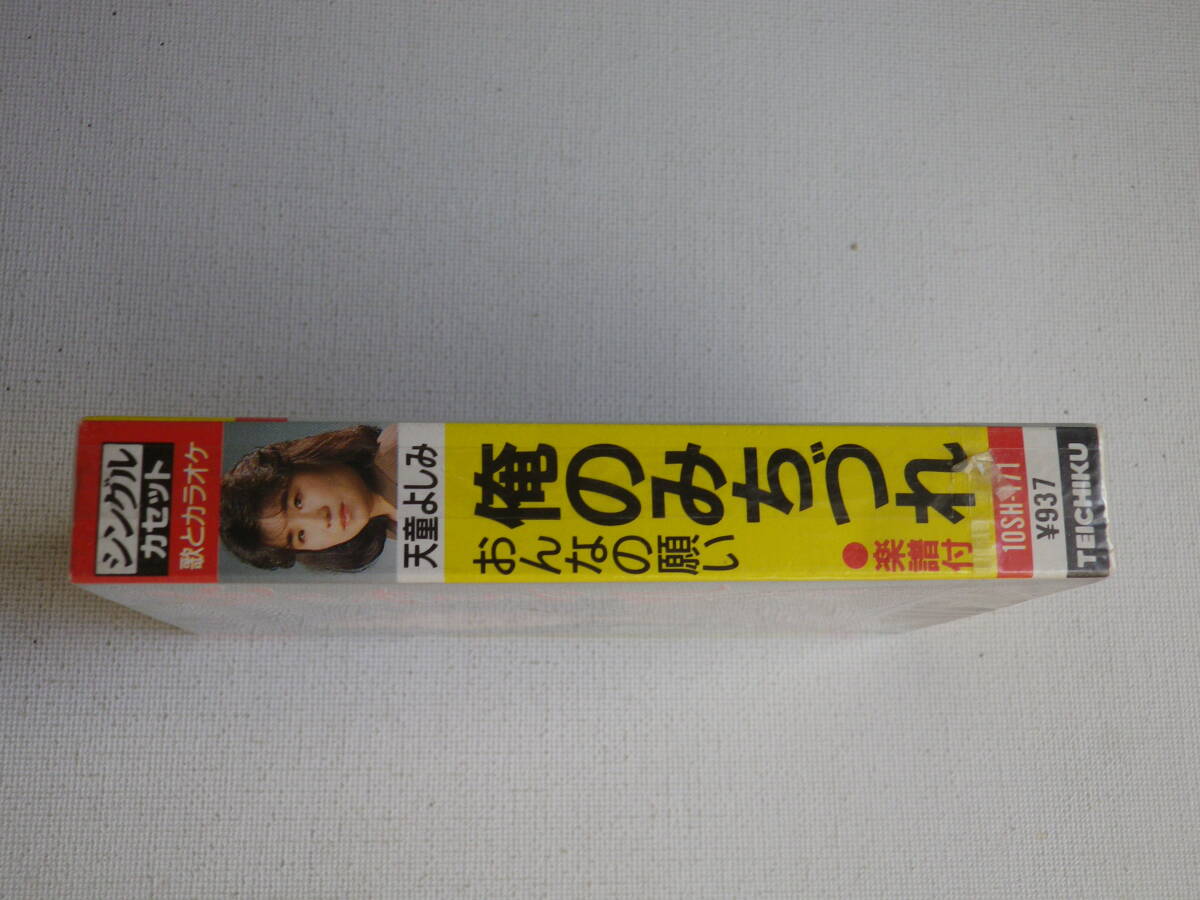 シングル
カセット
歌とカラオケ
天童よしみ
俺のみちづれ
おんなの願い
●楽譜付
10SH-171
¥937
TEICHIKU